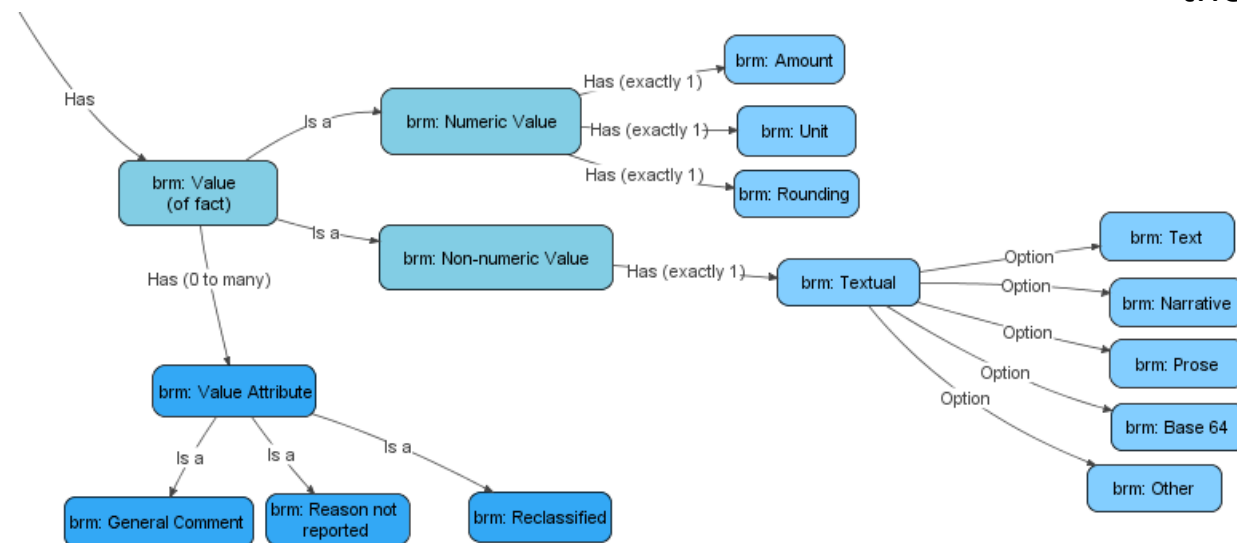 Has
brm: Amount
Has (exactly 1)
Is a
brm: Numeric Value
Has (exactly 1)
brm: Unit
Has (exactly 1)
brm: Rounding
brm: Value
(of fact)
Is a
brm: Non-numeric Value
Has (exactly 1)
brm: Textual
Option
brm: Text
Option
brm: Narrative
Option
brm: Prose
Option
brm: Base 64
Option
brm: Other
Has (0 to many)
brm: Value Attribute
Is a
Is a
Is a
brm: General Comment
brm: Reason not
reported
brm: Reclassified